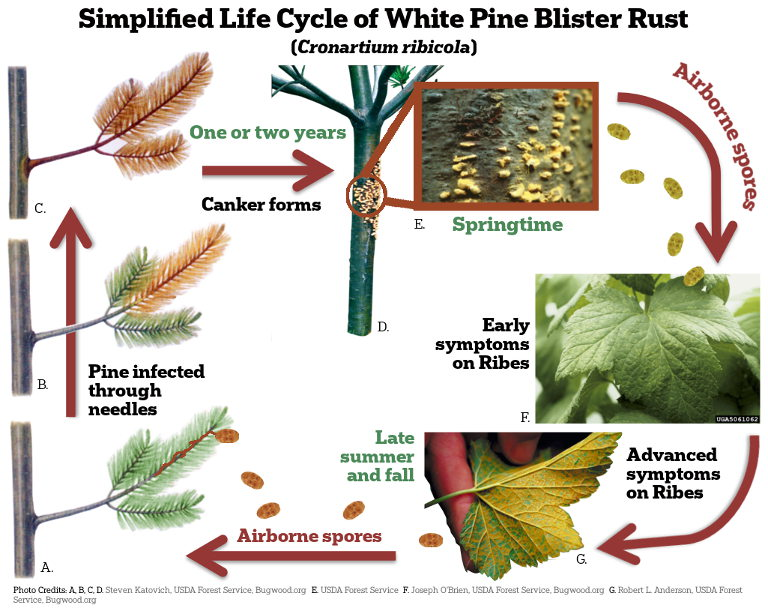 Simplified Life Cycle of White Pine Blister Rust
(Cronartium ribicola)
Airborne spores
One or two years
Canker forms
C.
E.
Springtime
D.
Early
symptoms
on Ribes
F.
UGA5061062
B.
Pine infected
through
needles
Late
summer
and fall
Advanced
symptoms
on Ribes
G.
Airborne spores
A.
Photo Credits: A, B, C, D. Steven Katovich, USDA Forest Service, Bugwood.org E. USDA Forest Service F. Joseph O'Brien, USDA Forest Service, Bugwood.org G. Robert L. Anderson, USDA Forest
Service, Bugwood.org